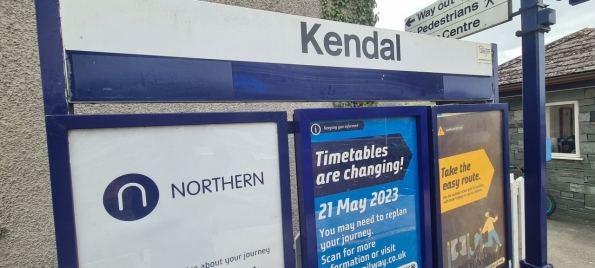 Kendal
Way out
Pedestrians
Centre
NORTHERN
about your journey
Keeping you informed
Timetables
are changing!
21 May 2023
You may need to replan
your journey.
Scan for more
information or visit
railway.co.uk
Take the
easy route.